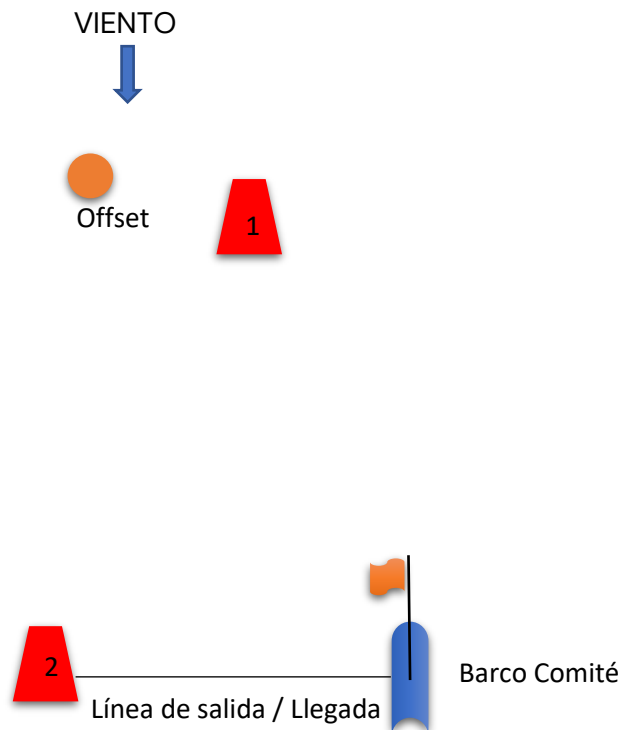 VIENTO
Offset
1
2
Barco Comité
Línea de salida / Llegada